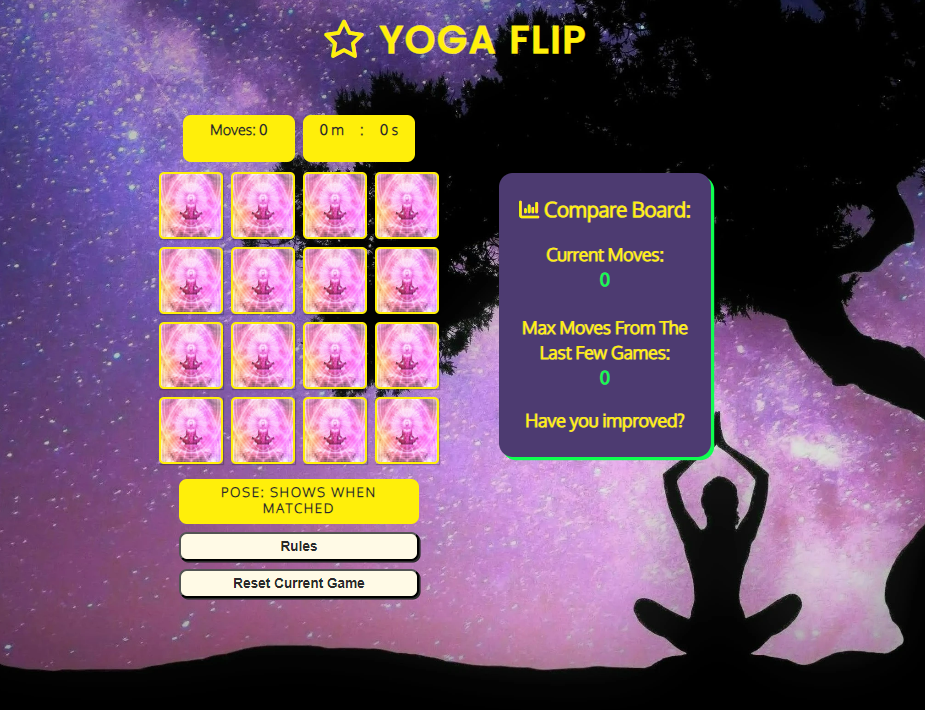 YOGA FLIP
Moves: 0
0 m : 0 s
Compare Board:
Current Moves:
0
Max Moves From The
Last Few Games:
0
Have you improved?
POSE: SHOWS WHEN
MATCHED
Rules
Reset Current Game